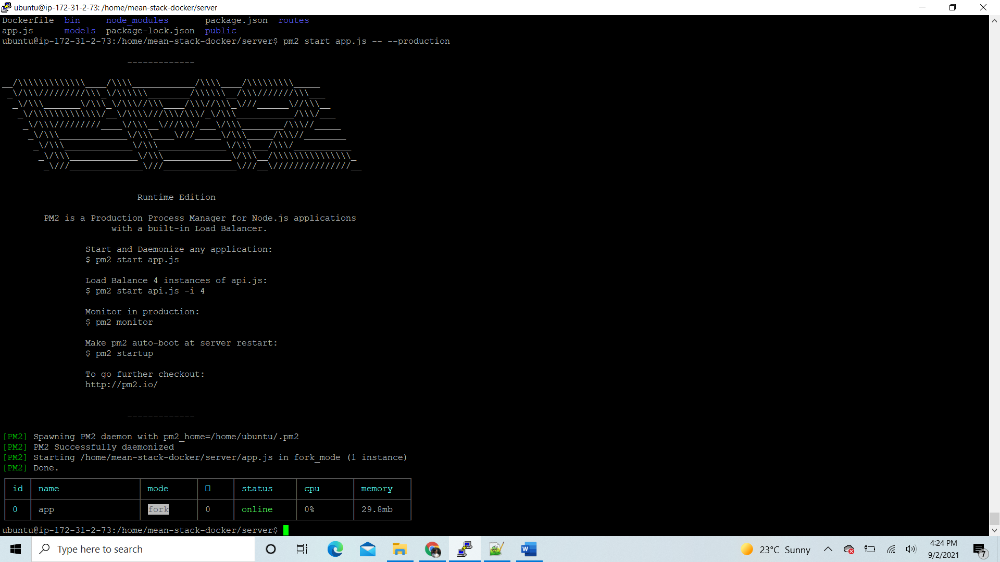 ubuntu@ip-172-31-2-73: /home/mean-stack-docker/server
Dockerfile bin node_modules package.json routes
app.js models package-lock.json public
ubuntu@ip-172-31-2-73:/home/mean-stack-docker/server$ pm2 start app.js -- --production
-------------
__/\\\\\\\\\\\\\____/\\\\____________/\\\\____/\\\\\\\\\_____
_\/\\\/////////\\\_\/\\\\\\________/\\\\\\__/\\\///////\\\___
_\/\\\_______\/\\\_\/\\\//\\\____/\\\//\\\_\///______\//\\\__
_\/\\\\\\\\\\\\\/__\/\\\\///\\\/\\\/_\/\\\___________/\\\/___
_\/\\\/////////____\/\\\__\///\\\/___\/\\\________/\\\//_____
_\/\\\_____________\/\\\____\///_____\/\\\_____/\\\//________
_\/\\\_____________\/\\\_____________\/\\\___/\\\/___________
_\/\\\_____________\/\\\_____________\/\\\__/\\\\\\\\\\\\\\\_
_\///______________\///______________\///__\///////////////__
Runtime Edition
PM2 is a Production Process Manager for Node.js applications
with a built-in Load Balancer.
Start and Daemonize any application:
$ pm2 start app.js
Load Balance 4 instances of api.js:
$ pm2 start api.js -i 4
Monitor in production:
$ pm2 monitor
Make pm2 auto-boot at server restart:
$ pm2 startup
To go further checkout:
http://pm2.io/
-------------
[PM2] Spawning PM2 daemon with pm2_home=/home/ubuntu/.pm2
[PM2] PM2 Successfully daemonized
[PM2] Starting /home/mean-stack-docker/server/app.js in fork_mode (1 instance)
[PM2] Done.
id name mode status cpu memory
0 app fork 0 online 0% 29.8mb
ubuntu@ip-172-31-2-73:/home/mean-stack-docker/server$
Type here to search
23°C Sunny
4:24 PM
9/2/2021
7